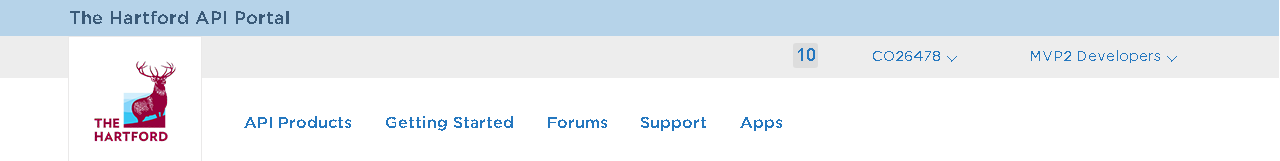 The Hartford API Portal
10 CO26478 MVP2 Developers
THE
HARTFORD
API Products Getting Started Forums Support Apps